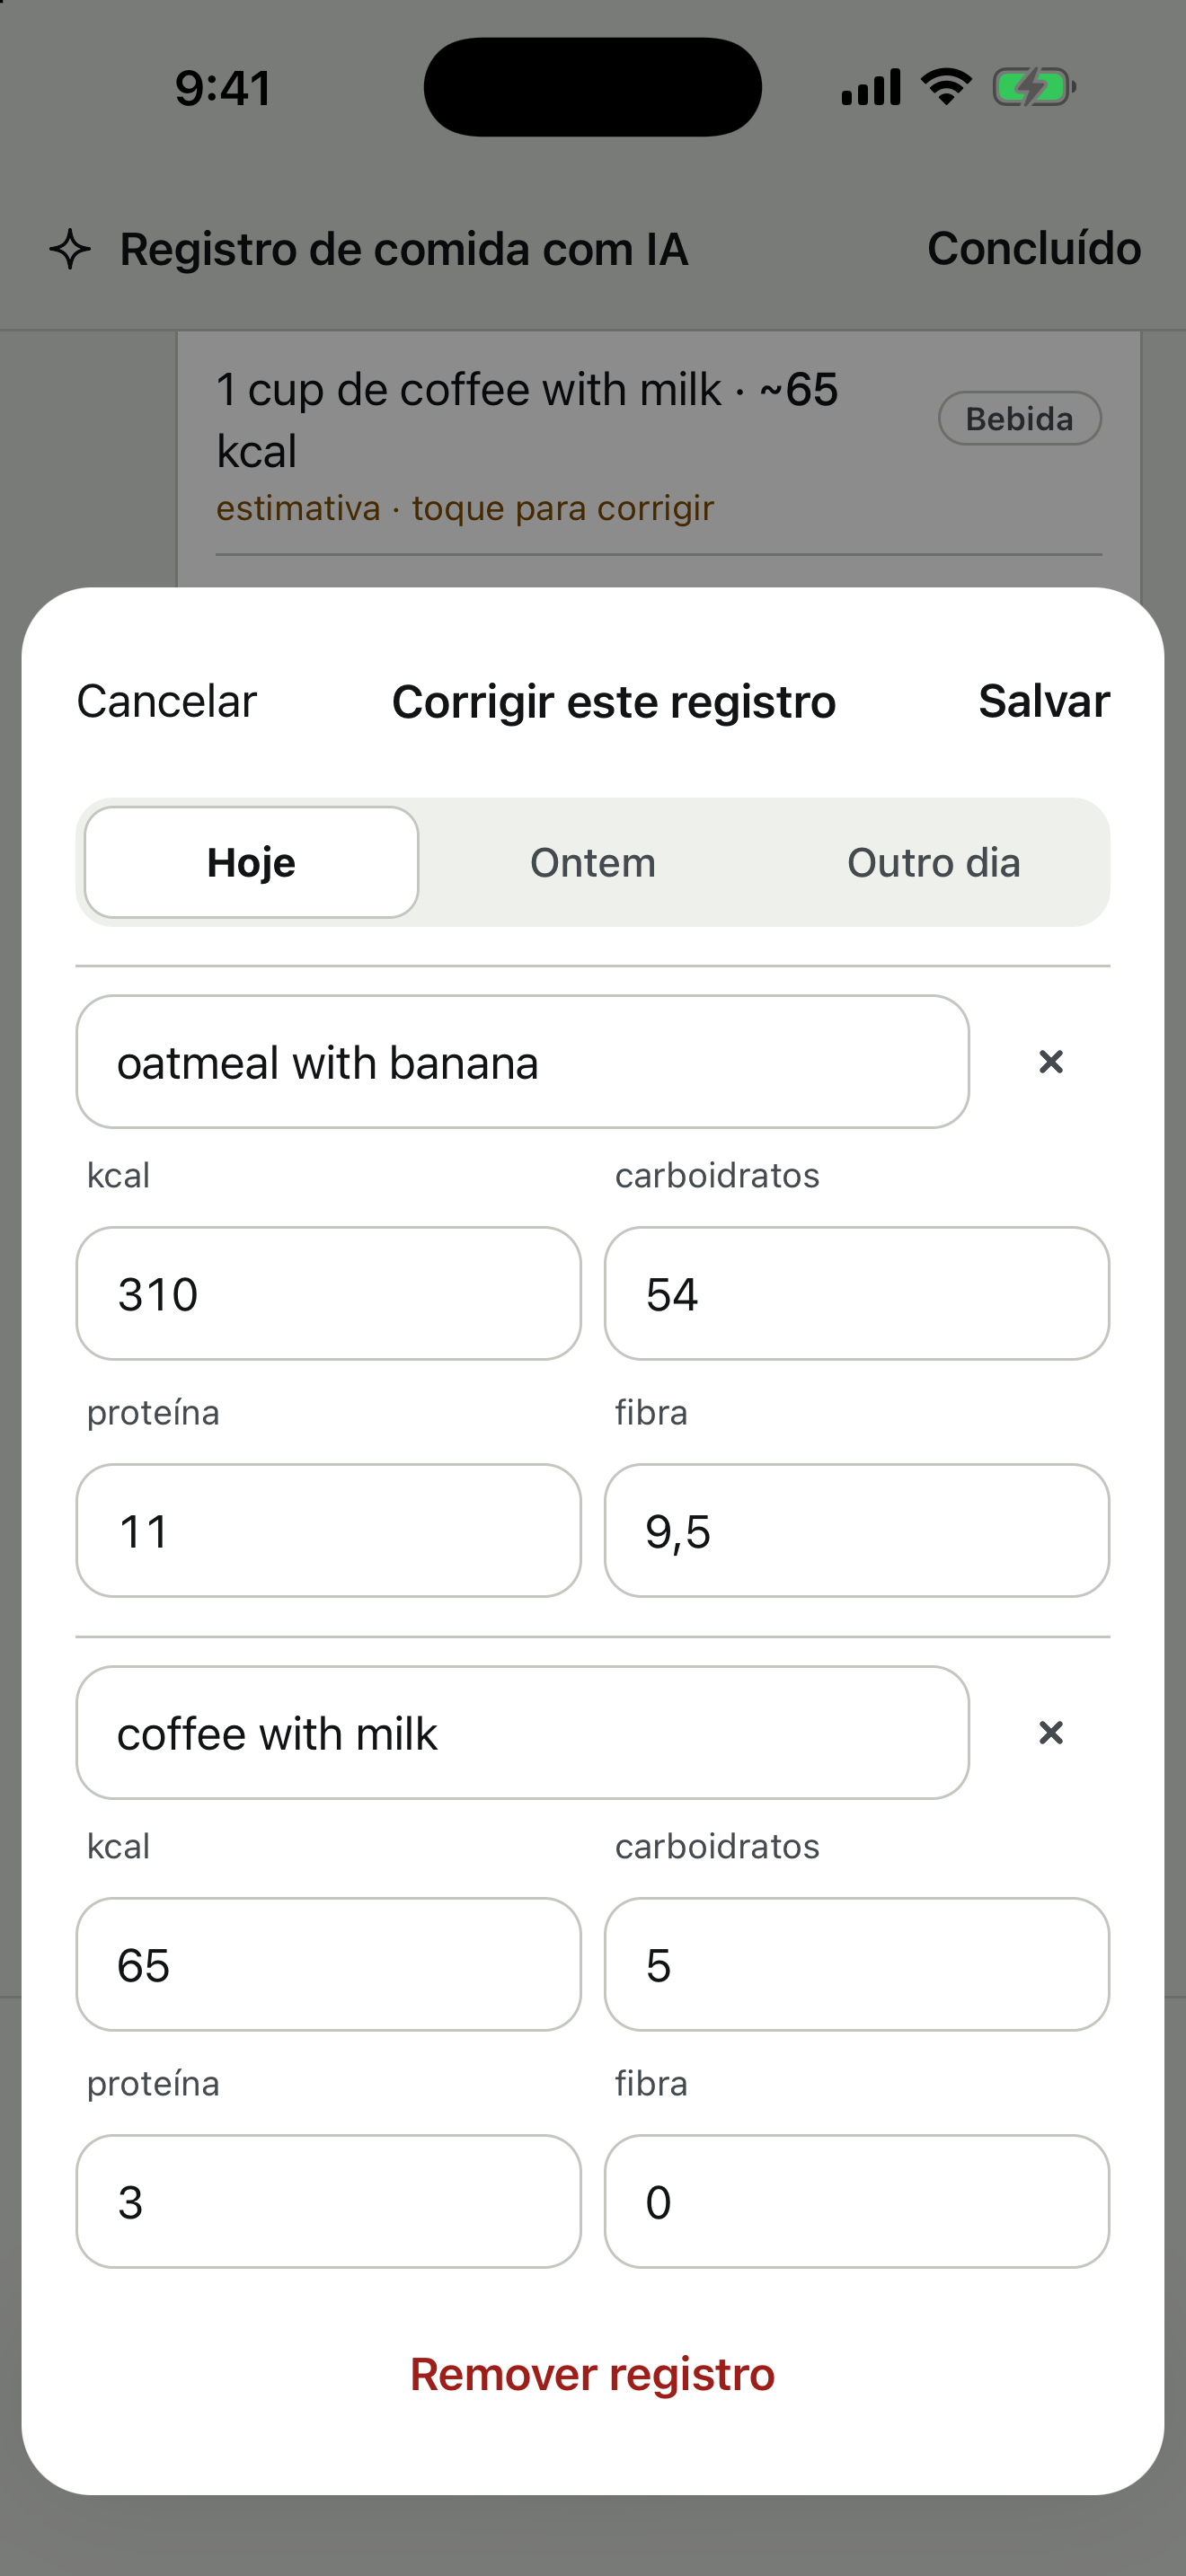 9:41
Registro de comida com IA
Concluído
1 cup de coffee with milk · ~65
kcal
Bebida
estimativa · toque para corrigir
Cancelar
Corrigir este registro
Salvar
Hoje
Ontem
Outro dia
oatmeal with banana
×
kcal
carboidratos
310
54
proteína
fibra
11
9,5
coffee with milk
×
kcal
carboidratos
65
5
proteína
fibra
3
0
Remover registro